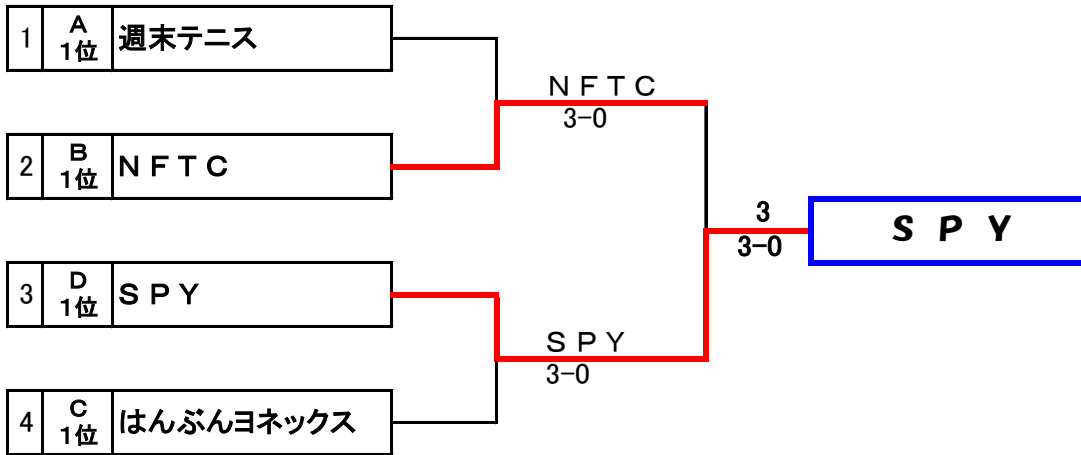 1 A 1位 週末テニス
ＮＦＴＣ
3-0
2 B 1位 ＮＦＴＣ
3
3-0
ＳＰＹ
3 D 1位 ＳＰＹ
ＳＰＹ
3-0
4 C 1位 はんぶんヨネックス